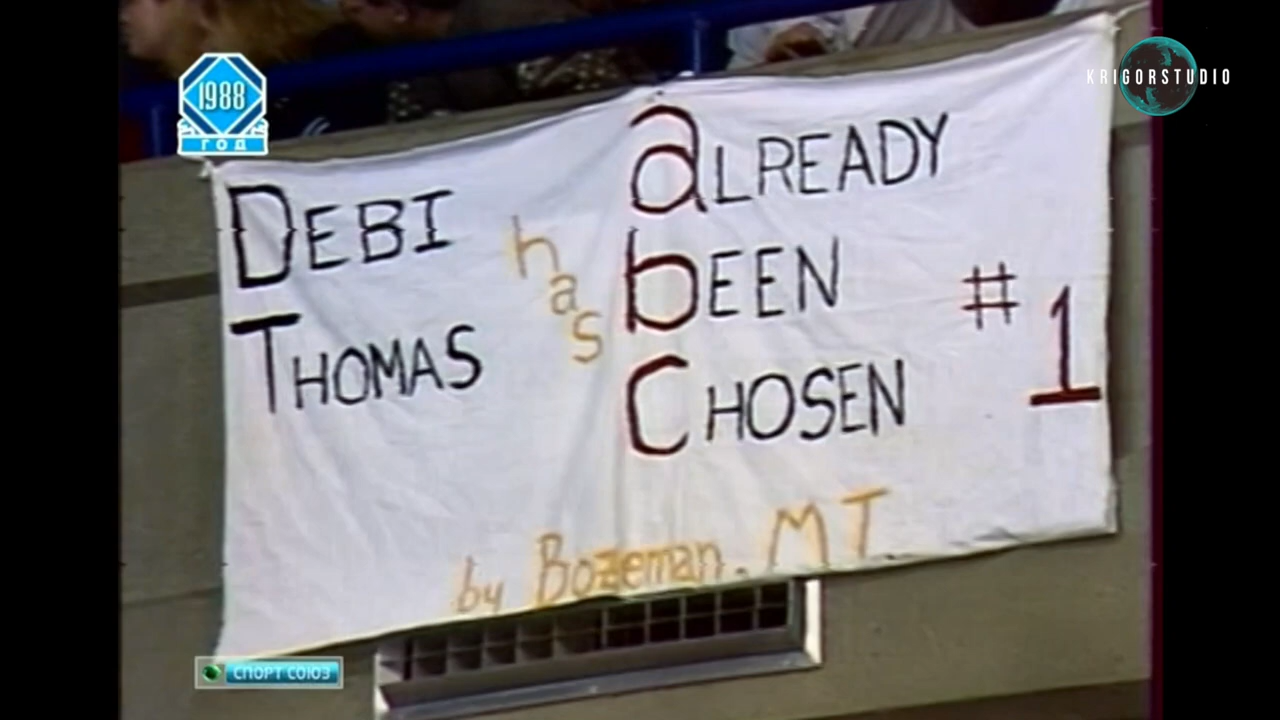 1988
ГОД
KRIGORSTUDIO
DEBI
THOMAS
has
aLREADY
bEEN
CHOSEN
#1
by Bozeman. MT
СПОРТ СОЮЗ